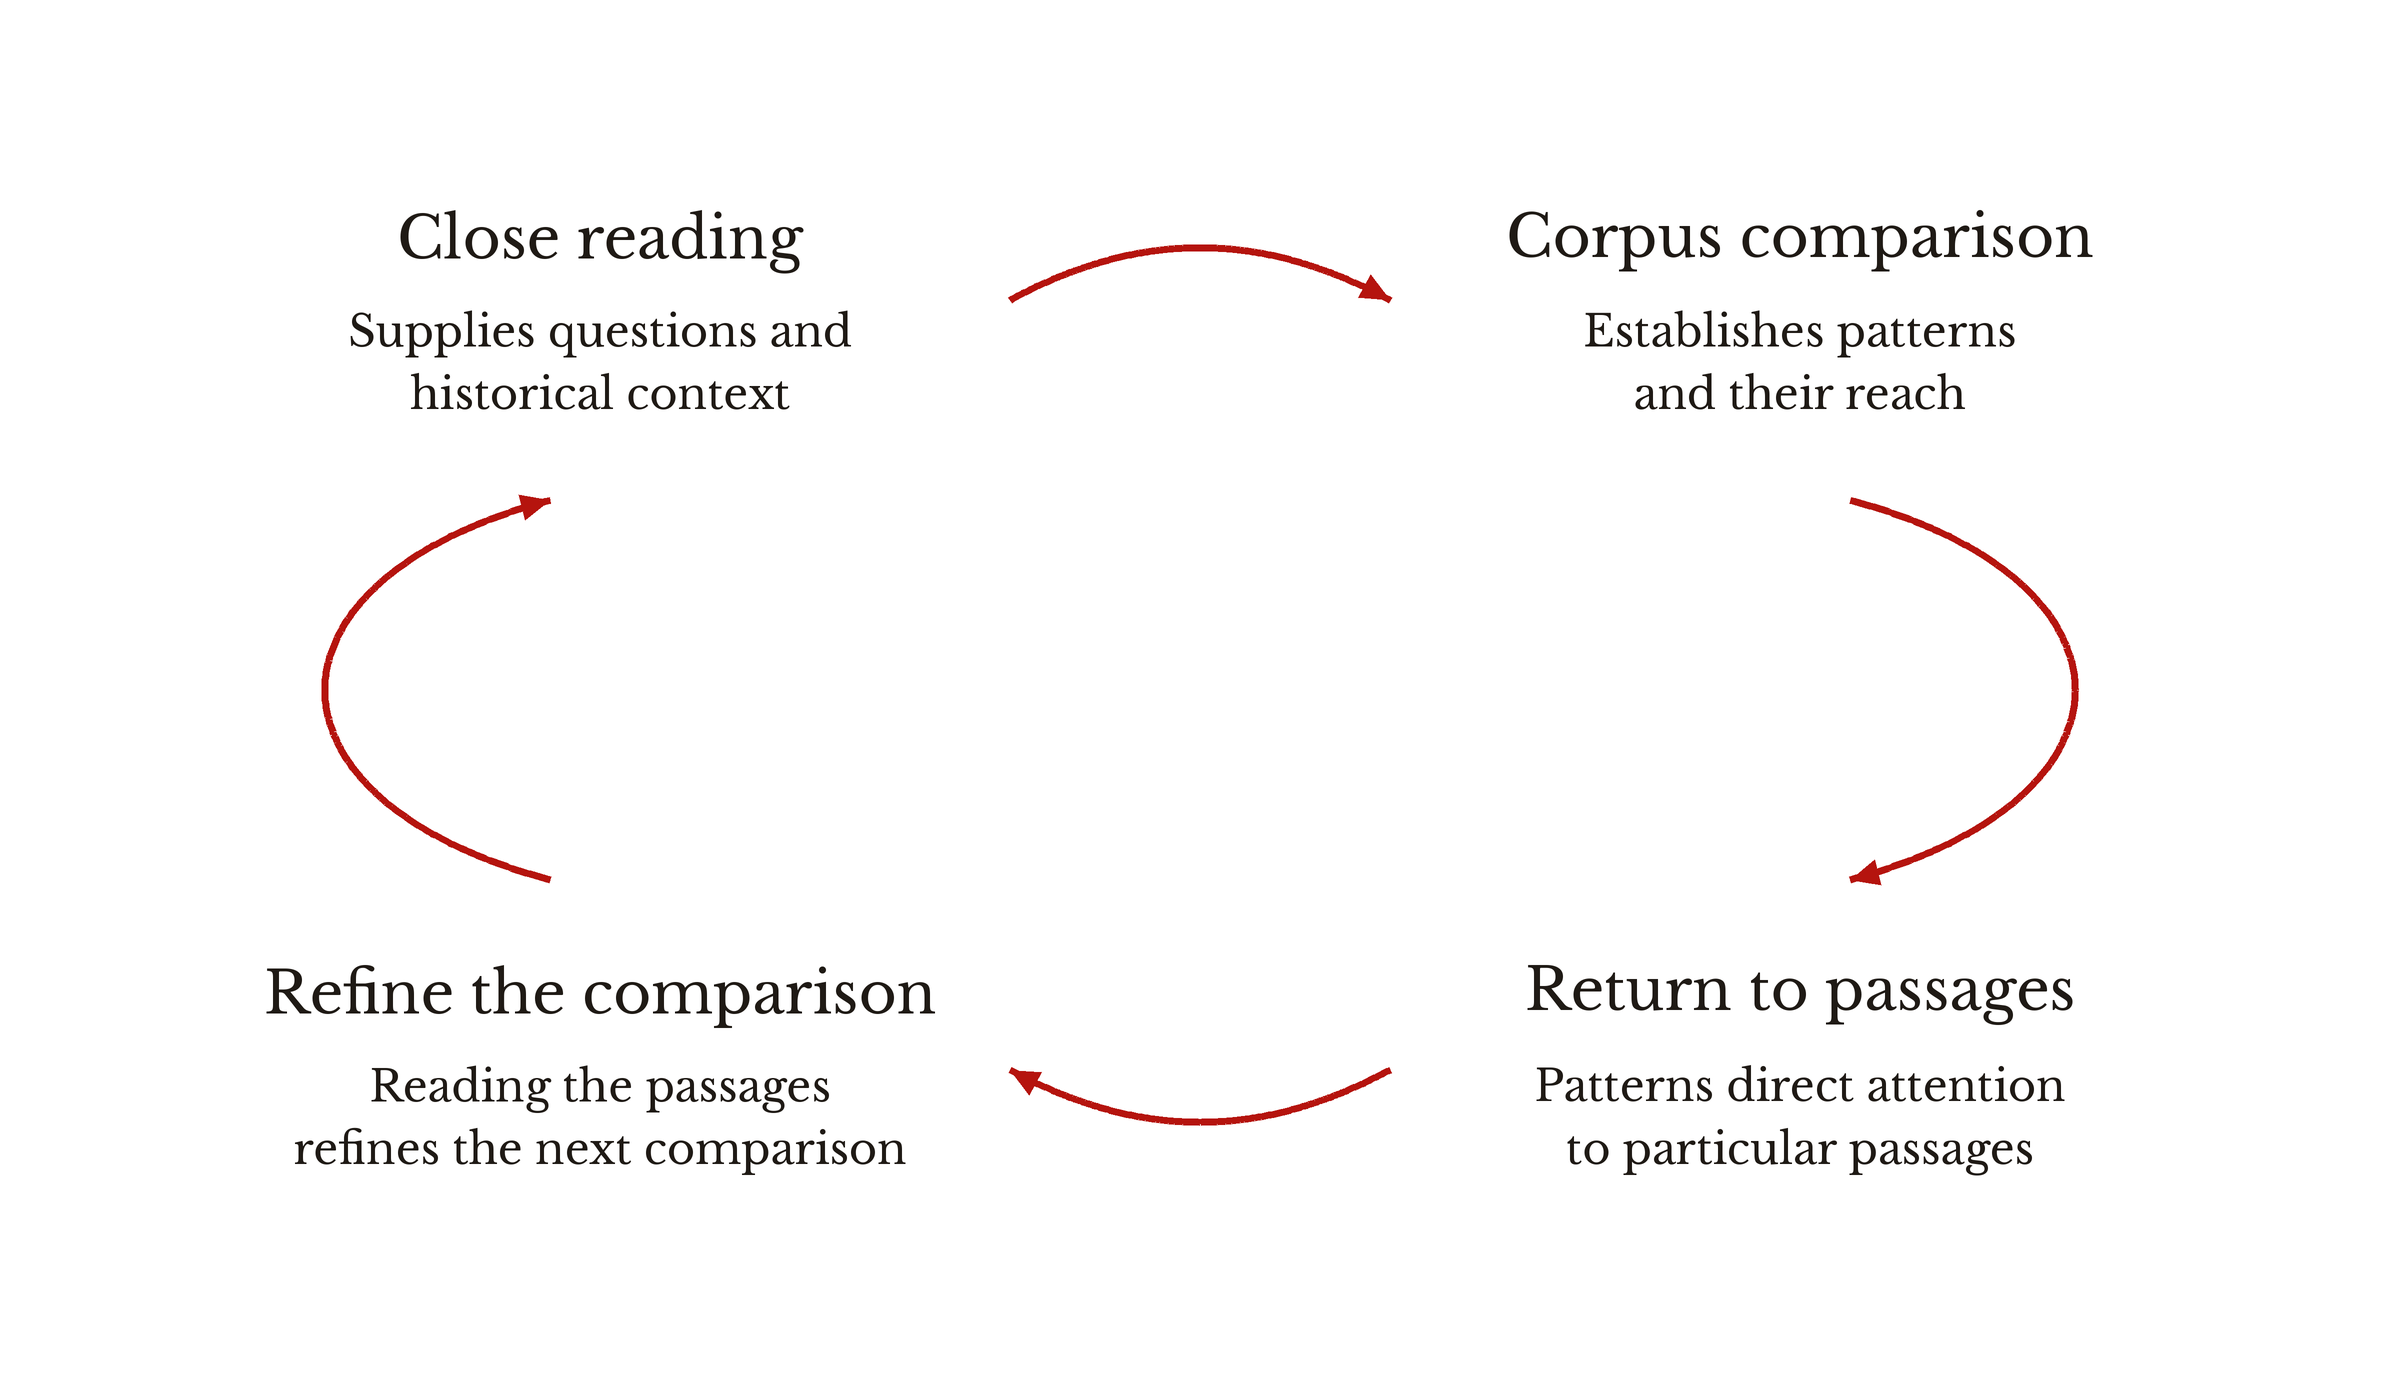 Close reading
Supplies questions and
historical context
Corpus comparison
Establishes patterns
and their reach
Refine the comparison
Reading the passages
refines the next comparison
Return to passages
Patterns direct attention
to particular passages